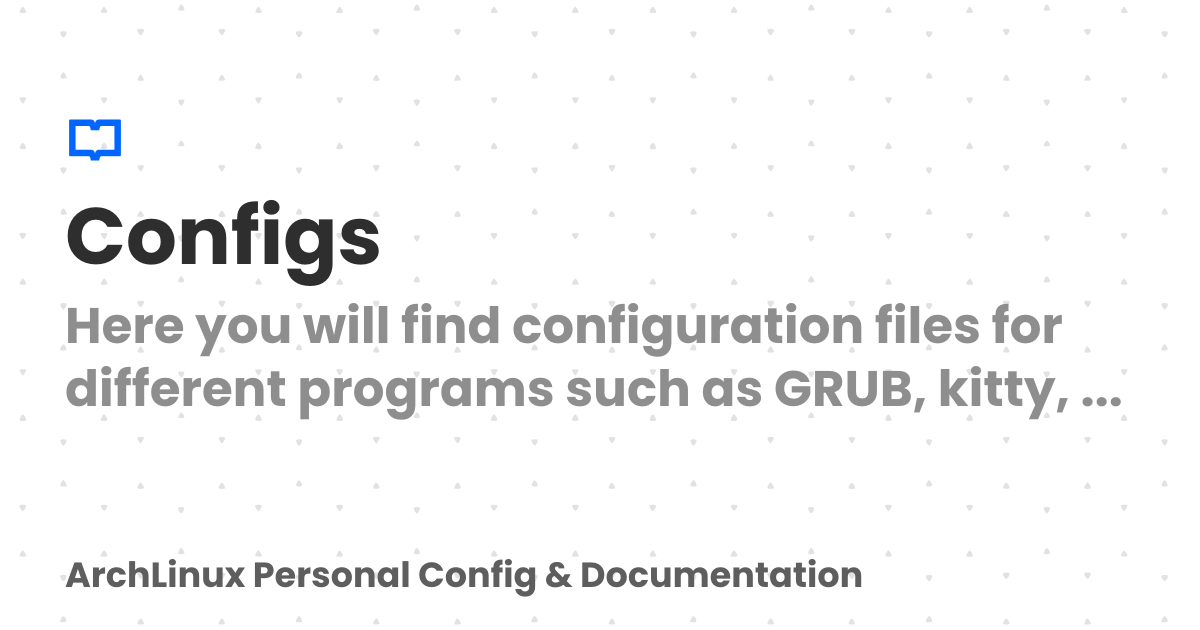 Configs
Here you will find configuration files for
different programs such as GRUB, kitty, ...
ArchLinux Personal Config & Documentation